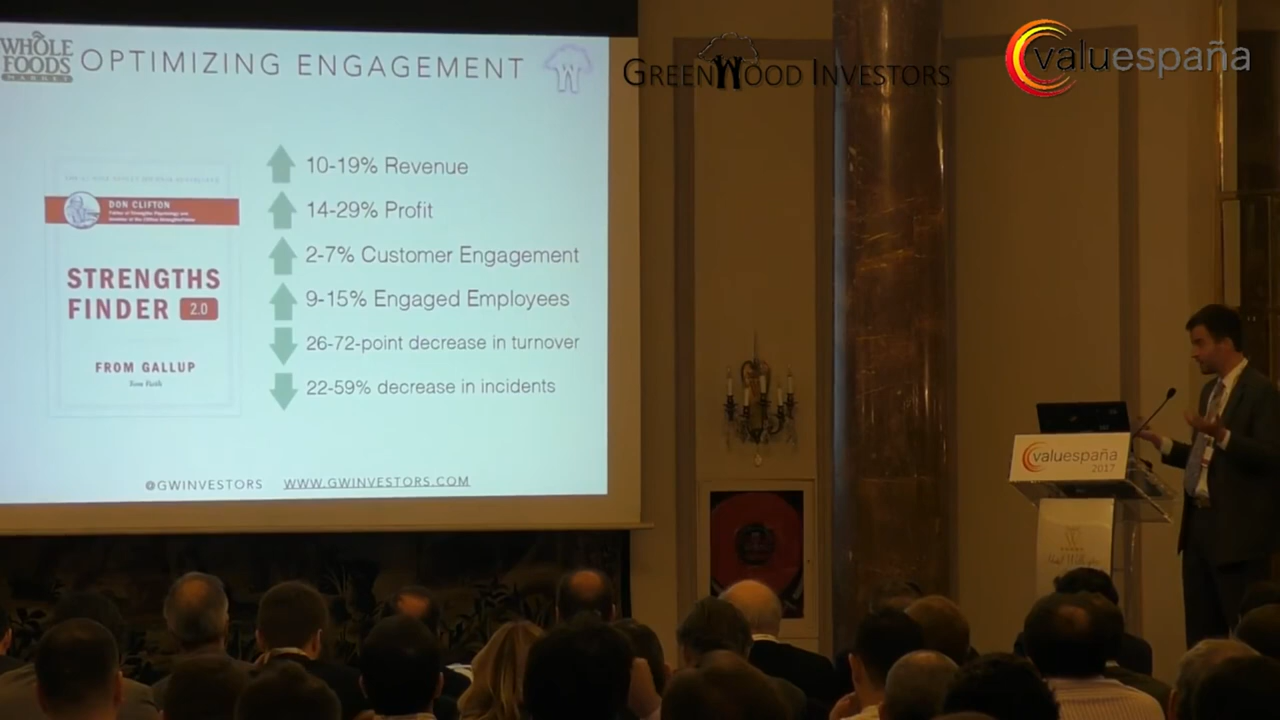 WHOLE
FOODS
MARKET
OPTIMIZING ENGAGEMENT
GREENWOOD INVESTORS
valuespaña
10-19% Revenue
14-29% Profit
2-7% Customer Engagement
9-15% Engaged Employees
26-72-point decrease in turnover
22-59% decrease in incidents
DON CLIFTON
STRENGTHS
FINDER 2.0
FROM GALLUP
Tom Rath
@GWINVESTORS WWW.GWINVESTORS.COM
valuespaña
2017